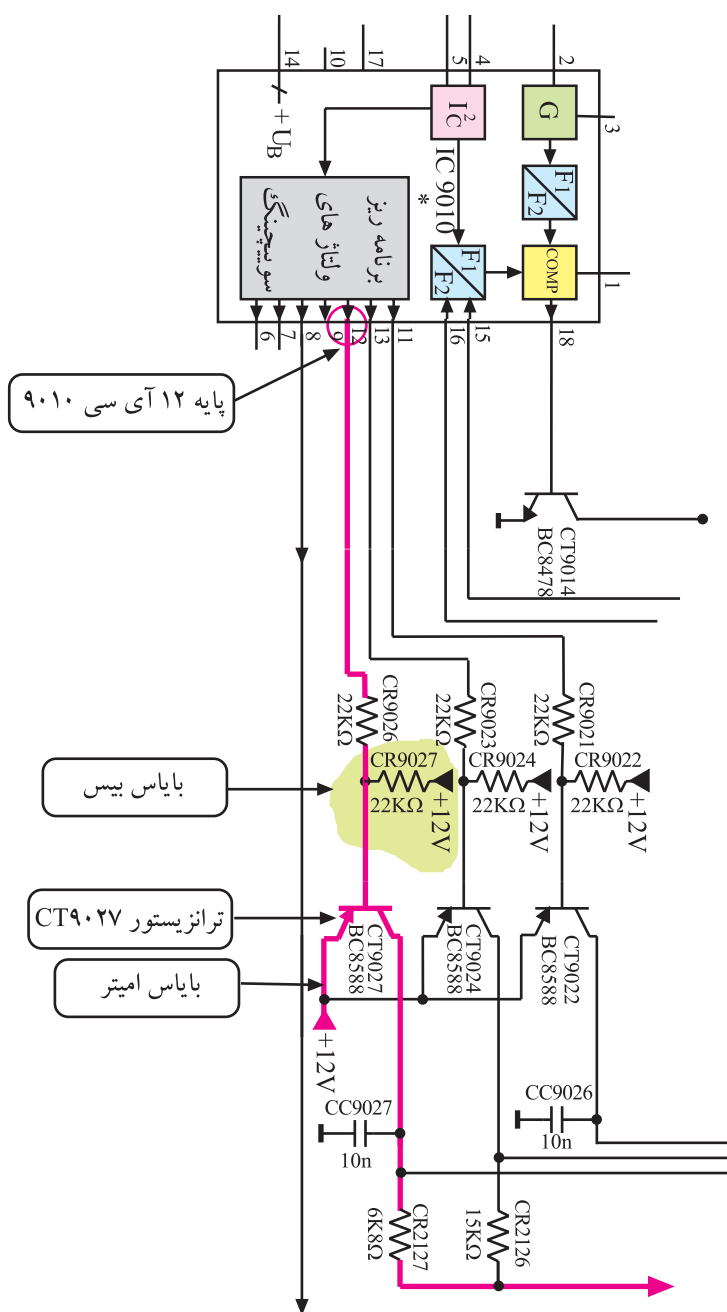 14
10
17
5
4
2
3
+U_B
I²_C
G
IC 9010
*
F1
F2
F1
F2
COMP
1
برنامه ریز
ولتاژ های
سوییچینگ
6
7
8
9
12
13
11
16
15
18
پایه ۱۲ آی سی ۹۰۱۰
CT9014
BC8478
CR9026
22KΩ
CR9023
22KΩ
CR9021
22KΩ
CR9027
22KΩ
+12V
CR9024
22KΩ
+12V
CR9022
22KΩ
+12V
بایاس بیس
ترانزیستور CT۹۰۲۷
CT9027
BC8588
CT9024
BC8588
CT9022
BC8588
بایاس امیتر
+12V
CC9027
10n
CC9026
10n
CR2127
6K8Ω
CR2126
15KΩ